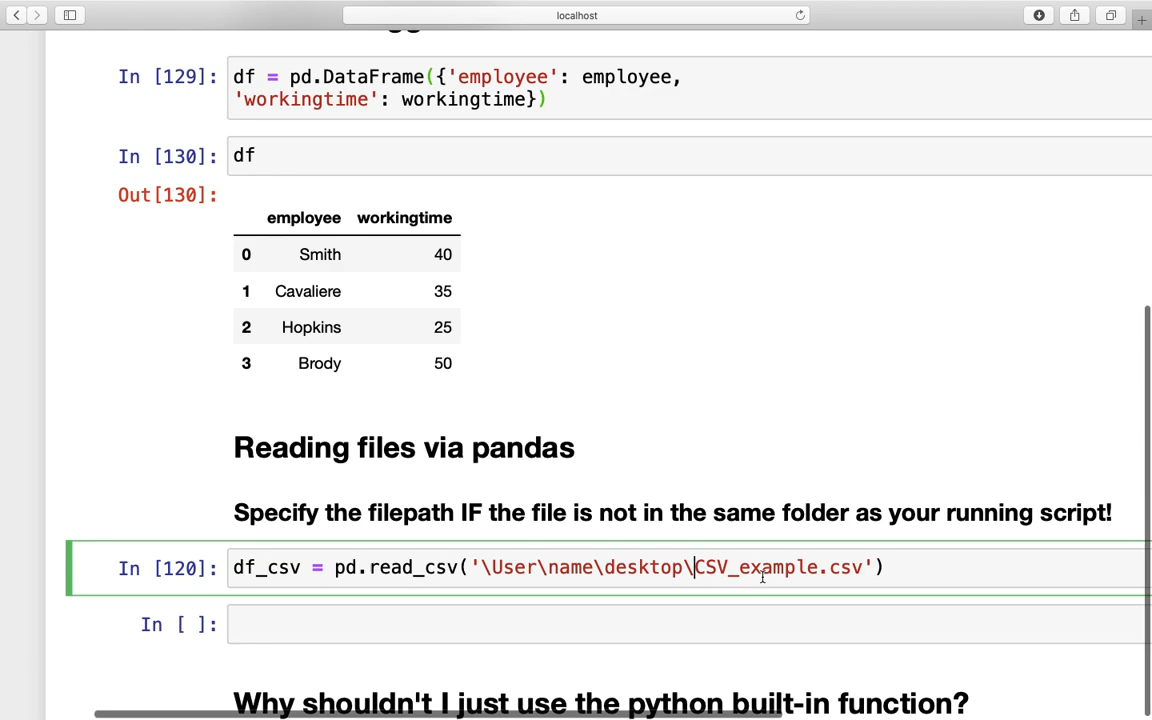 localhost
In [129]: df = pd.DataFrame({'employee': employee,
'workingtime': workingtime})
In [130]: df
Out[130]:
employee workingtime
0 Smith 40
1 Cavaliere 35
2 Hopkins 25
3 Brody 50
Reading files via pandas
Specify the filepath IF the file is not in the same folder as your running script!
In [120]: df_csv = pd.read_csv('\User\name\desktop\CSV_example.csv')
In [ ]:
Why shouldn't I just use the python built-in function?